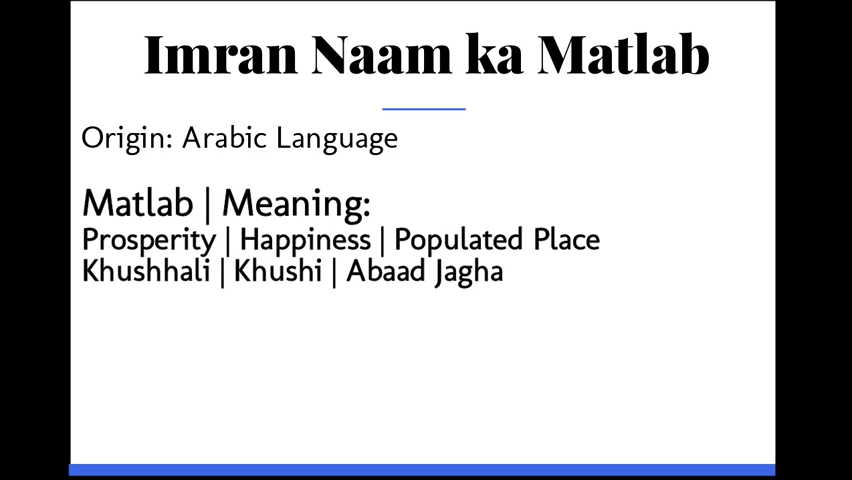 Imran Naam ka Matlab
Origin: Arabic Language
Matlab | Meaning:
Prosperity | Happiness | Populated Place
Khushhali | Khushi | Abaad Jagha